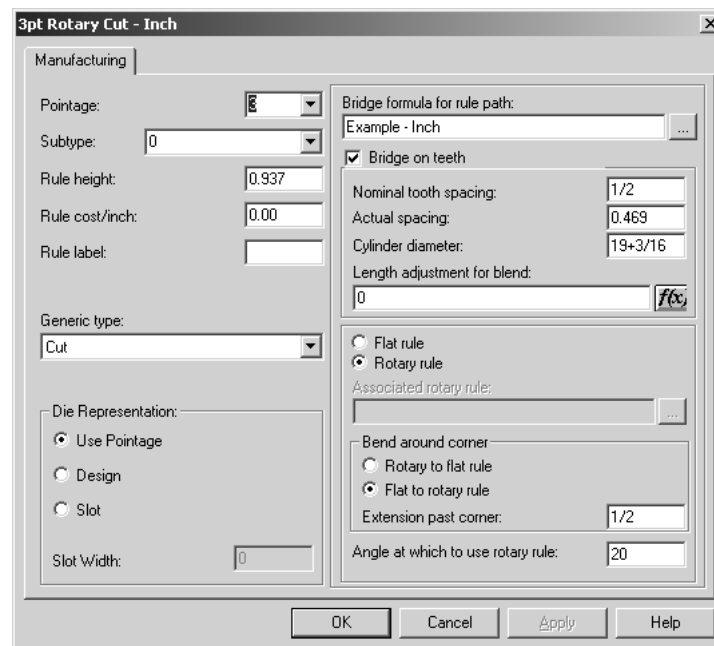 3pt Rotary Cut - Inch
Manufacturing
Pointage: 3
Subtype: 0
Rule height: 0.937
Rule cost/inch: 0.00
Rule label:
Generic type:
Cut
Die Representation:
Use Pointage
Design
Slot
Slot Width: 0
Bridge formula for rule path:
Example - Inch ...
Bridge on teeth
Nominal tooth spacing: 1/2
Actual spacing: 0.469
Cylinder diameter: 19+3/16
Length adjustment for blend:
0 f(x)
Flat rule
Rotary rule
Associated rotary rule:
...
Bend around corner
Rotary to flat rule
Flat to rotary rule
Extension past corner: 1/2
Angle at which to use rotary rule: 20
OK Cancel Apply Help